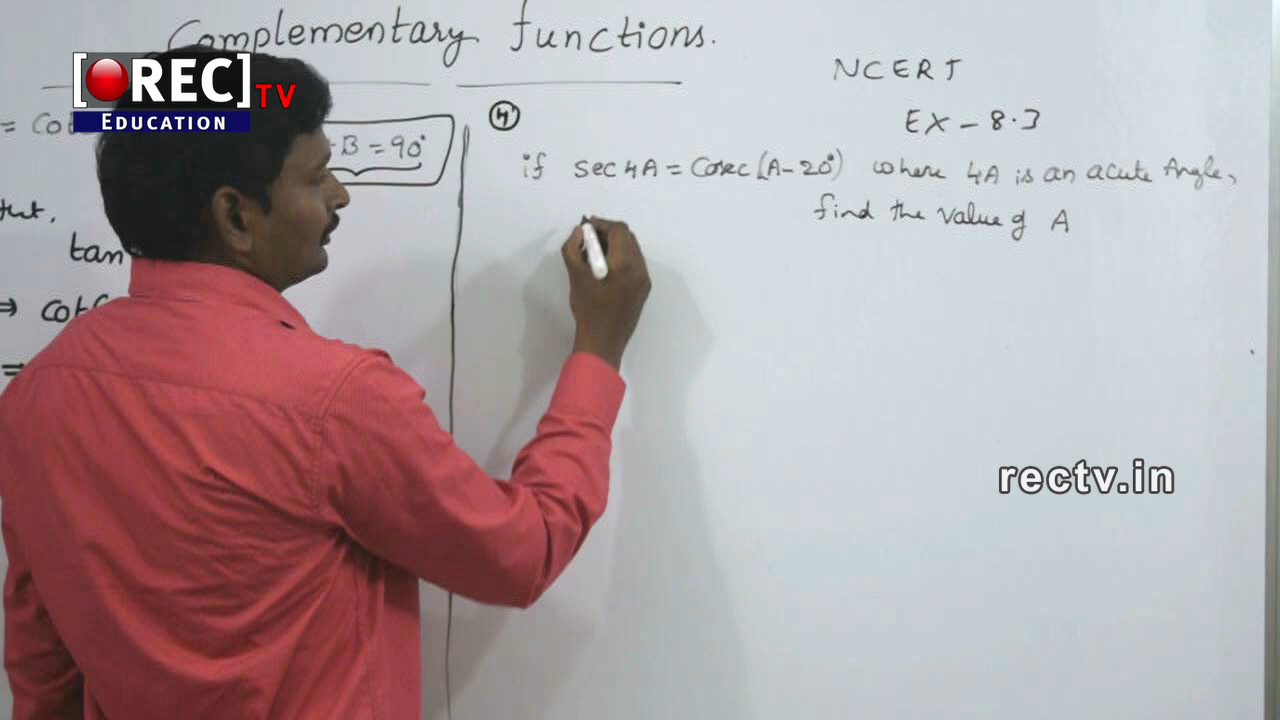 Complementary functions.
[REC] TV
EDUCATION
NCERT
EX - 8.3
= Cot
B = 90°
4
if sec 4A = Cosec (A - 20°) where 4A is an acute Angle,
find the value of A
that,
tan
⇒ cot
⇒
rectv.in